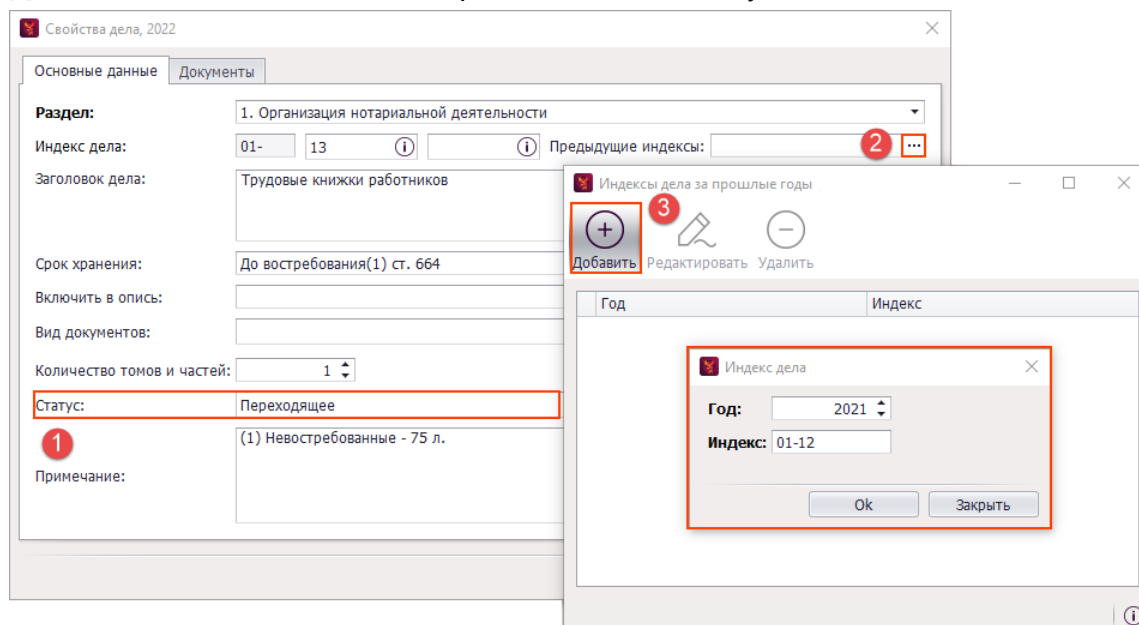 Свойства дела, 2022
Основные данные Документы
Раздел: 1. Организация нотариальной деятельности
Индекс дела: 01- 13 Предыдущие индексы: 2 ...
Заголовок дела: Трудовые книжки работников
Индексы дела за прошлые годы
3
Добавить Редактировать Удалить
Срок хранения: До востребования(1) ст. 664
Включить в опись:
Год Индекс
Вид документов:
Количество томов и частей: 1
Индекс дела
Статус: Переходящее
Год: 2021
1
(1) Невостребованные - 75 л.
Индекс: 01-12
Примечание:
Ok Закрыть